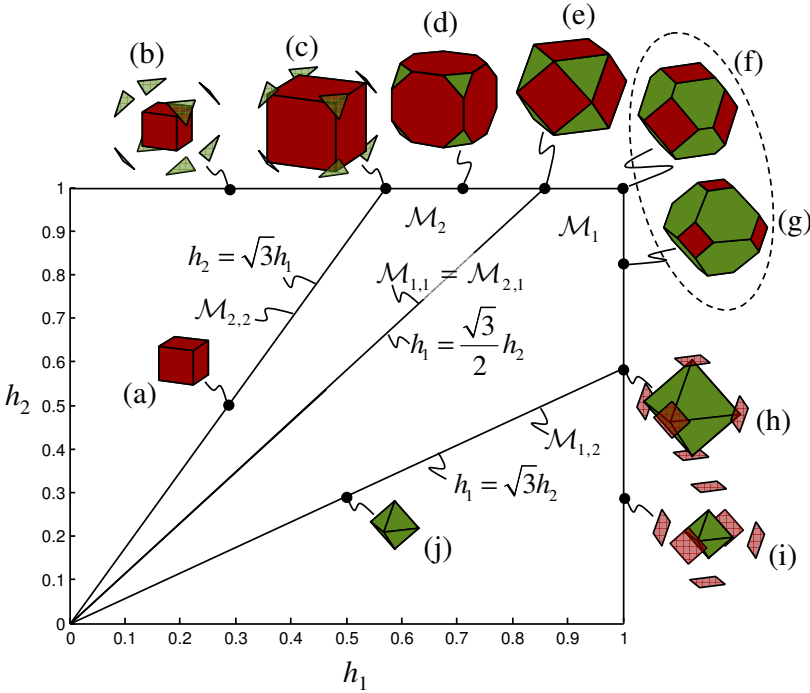 (b)
(c)
(d)
(e)
(f)
(g)
1
0.9
0.8
0.7
0.6
0.5
0.4
0.3
0.2
0.1
0
h₂
ℳ₂
ℳ₁
h₂ = √3h₁
ℳ₂,₂
ℳ₁,₁ = ℳ₂,₁
h₁ = √3/2 h₂
(a)
(h)
ℳ₁,₂
h₁ = √3h₂
(j)
(i)
0 0.1 0.2 0.3 0.4 0.5 0.6 0.7 0.8 0.9 1
h₁